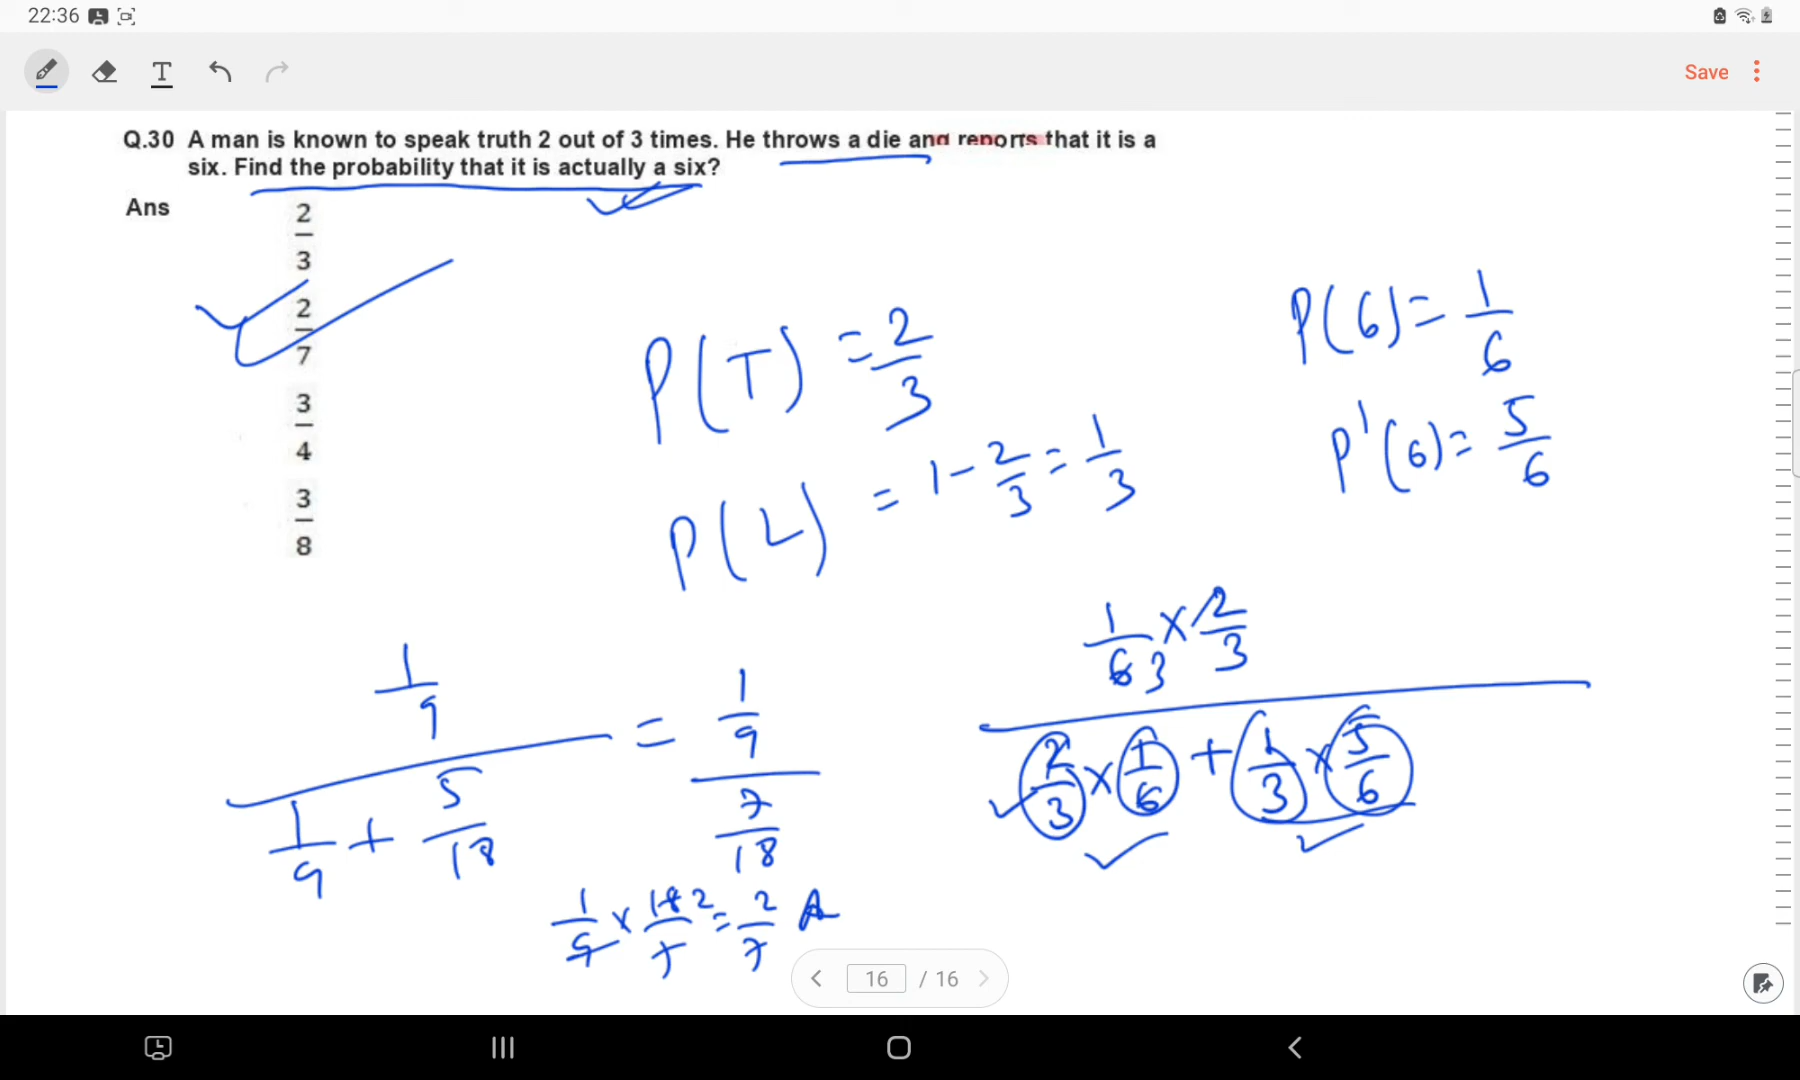 22:36
Save
Q.30 A man is known to speak truth 2 out of 3 times. He throws a die and reports that it is a
six. Find the probability that it is actually a six?
Ans
2/3
2/7
3/4
3/8
P(T) = 2/3
P(L) = 1 - 2/3 = 1/3
P(6) = 1/6
P'(6) = 5/6
1/6 3 × 2/3
2/3 × 1/6 + 1/3 × 5/6
1/9
1/9 + 5/18
= 1/9
7/18
1/9 × 18 2/7 = 2/7 A
16 / 16